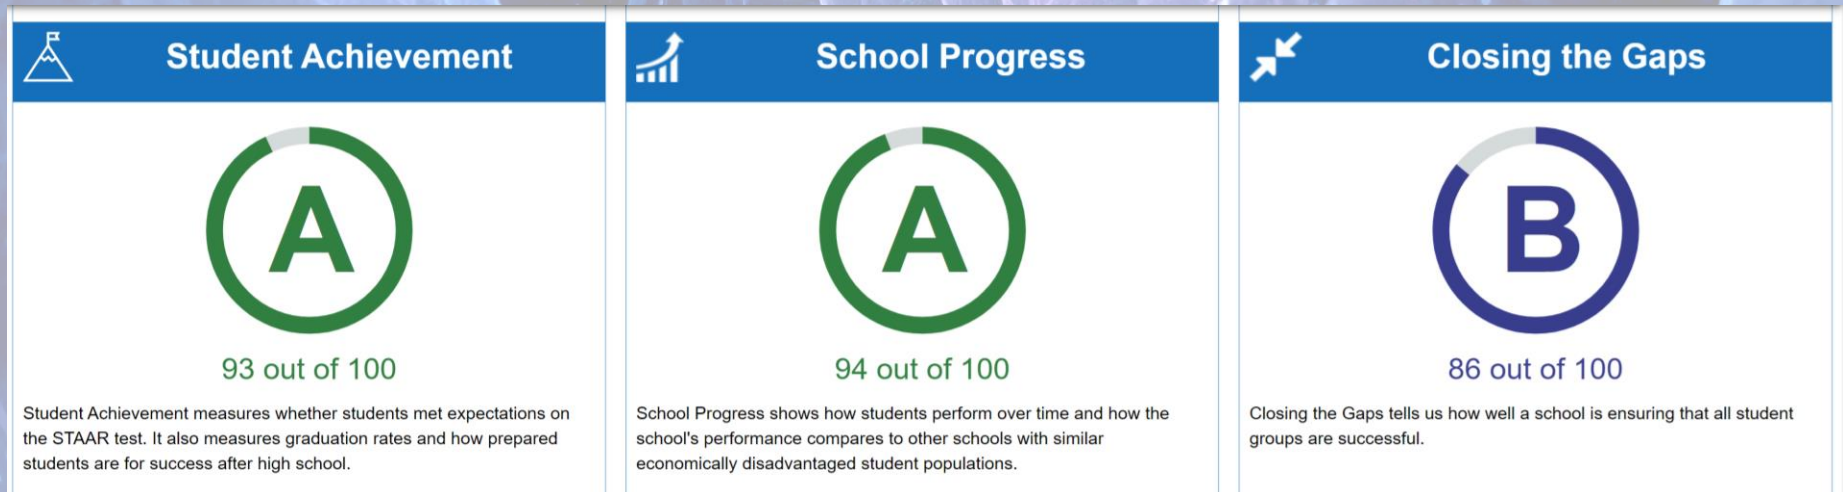 Student Achievement
A
93 out of 100
Student Achievement measures whether students met expectations on
the STAAR test. It also measures graduation rates and how prepared
students are for success after high school.
School Progress
A
94 out of 100
School Progress shows how students perform over time and how the
school's performance compares to other schools with similar
economically disadvantaged student populations.
Closing the Gaps
B
86 out of 100
Closing the Gaps tells us how well a school is ensuring that all student
groups are successful.